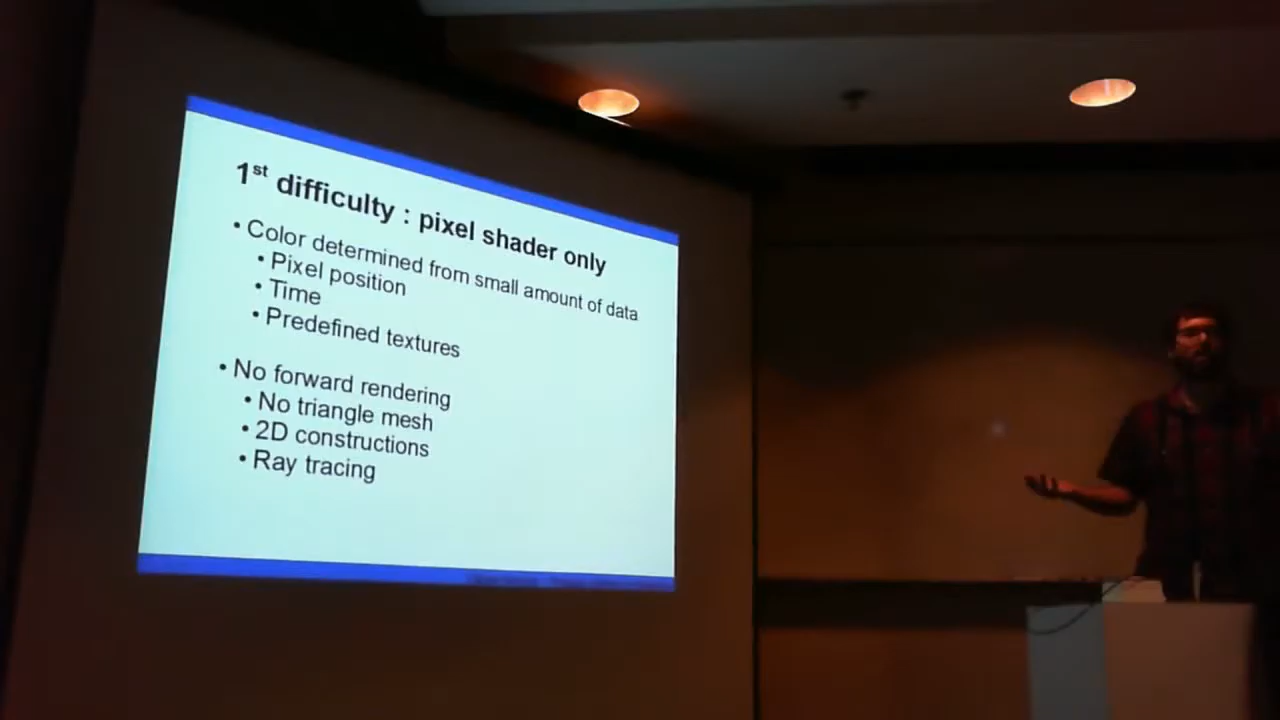 1st difficulty : pixel shader only
• Color determined from small amount of data
• Pixel position
• Time
• Predefined textures
• No forward rendering
• No triangle mesh
• 2D constructions
• Ray tracing